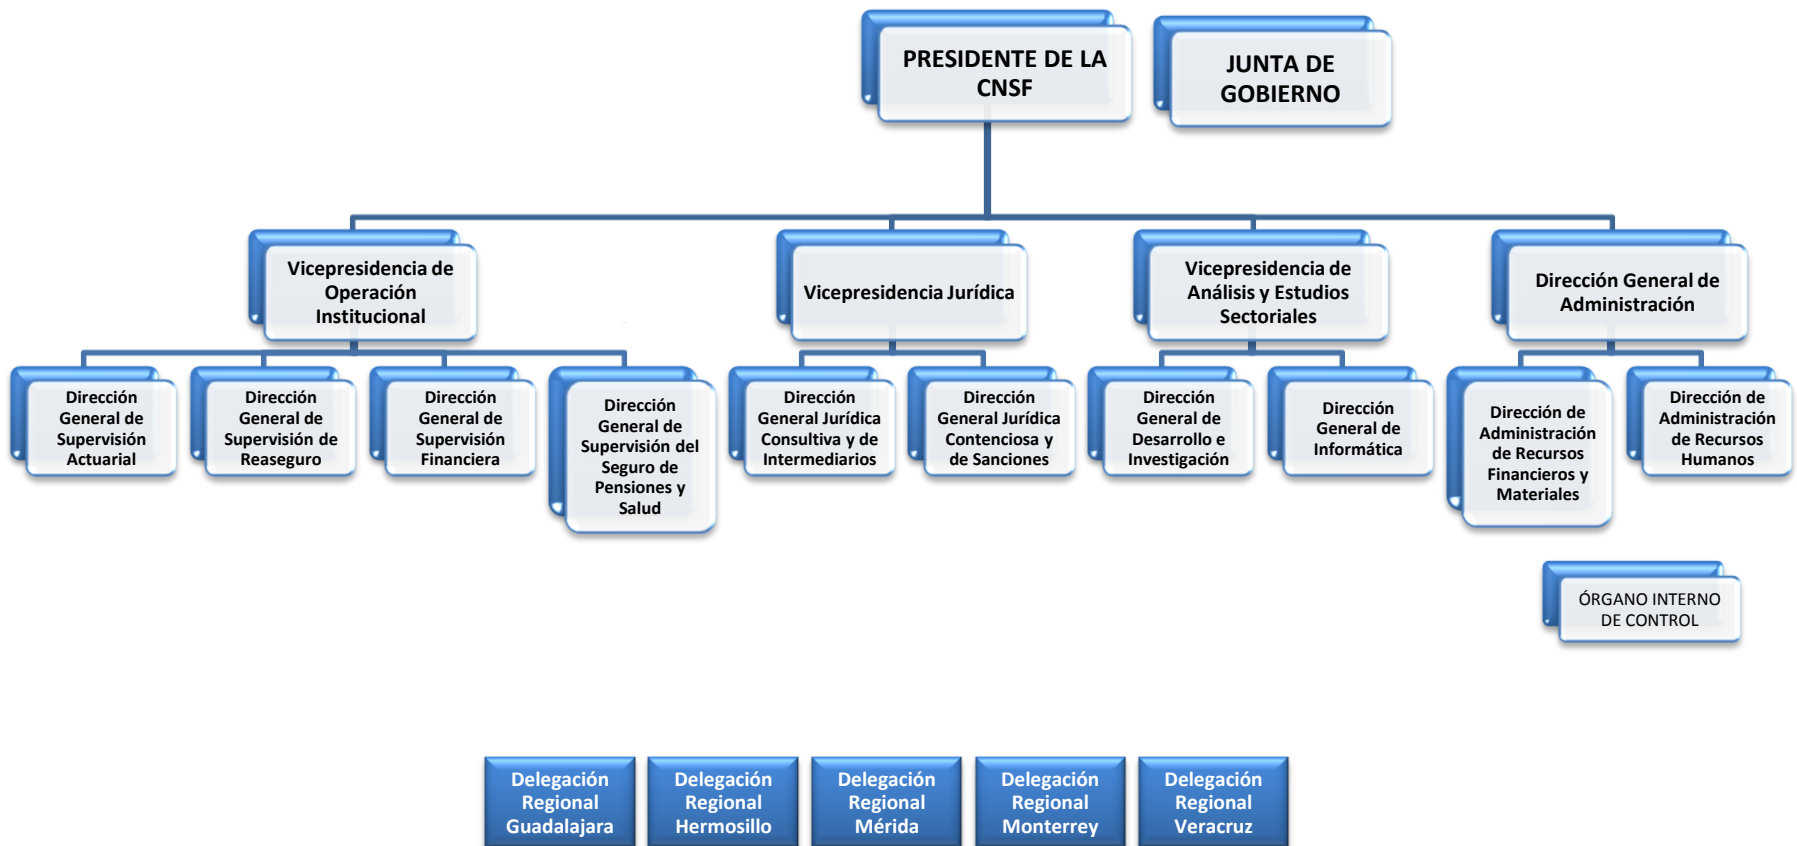 PRESIDENTE DE LA
CNSF
JUNTA DE
GOBIERNO
Vicepresidencia de
Operación
Institucional
Vicepresidencia Jurídica
Vicepresidencia de
Análisis y Estudios
Sectoriales
Dirección General de
Administración
Dirección
General de
Supervisión
Actuarial
Dirección
General de
Supervisión de
Reaseguro
Dirección
General de
Supervisión
Financiera
Dirección
General de
Supervisión del
Seguro de
Pensiones y
Salud
Dirección
General Jurídica
Consultiva y de
Intermediarios
Dirección
General Jurídica
Contenciosa y
de Sanciones
Dirección
General de
Desarrollo e
Investigación
Dirección
General de
Informática
Dirección de
Administración
de Recursos
Financieros y
Materiales
Dirección de
Administración
de Recursos
Humanos
ÓRGANO INTERNO
DE CONTROL
Delegación
Regional
Guadalajara
Delegación
Regional
Hermosillo
Delegación
Regional
Mérida
Delegación
Regional
Monterrey
Delegación
Regional
Veracruz